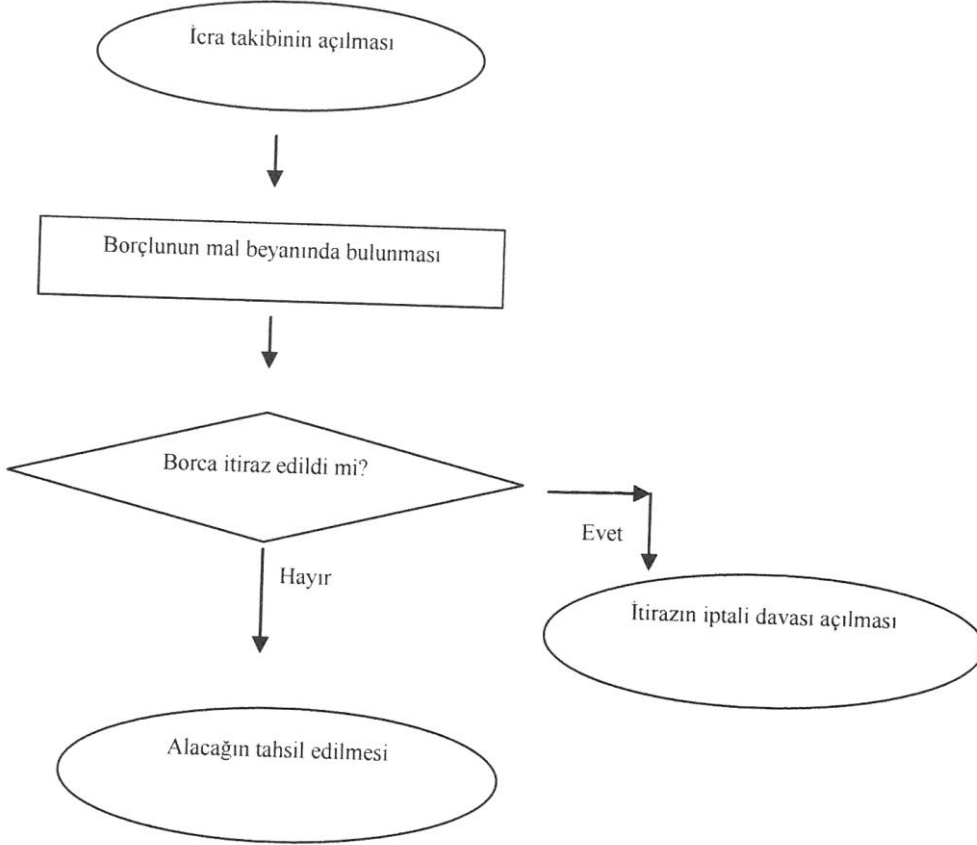 İcra takibinin açılması
Borçlunun mal beyanında bulunması
Borca itiraz edildi mi?
Evet
Hayır
İtirazın iptali davası açılması
Alacağın tahsil edilmesi